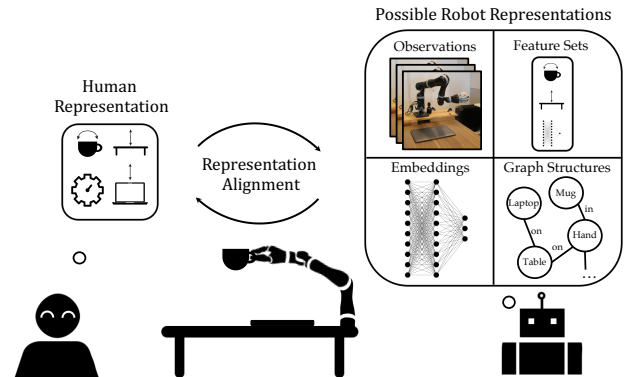 Possible Robot Representations
Observations
Feature Sets
Human
Representation
Representation
Alignment
Embeddings
Graph Structures
Laptop
Mug
in
on
Hand
on
Table
...